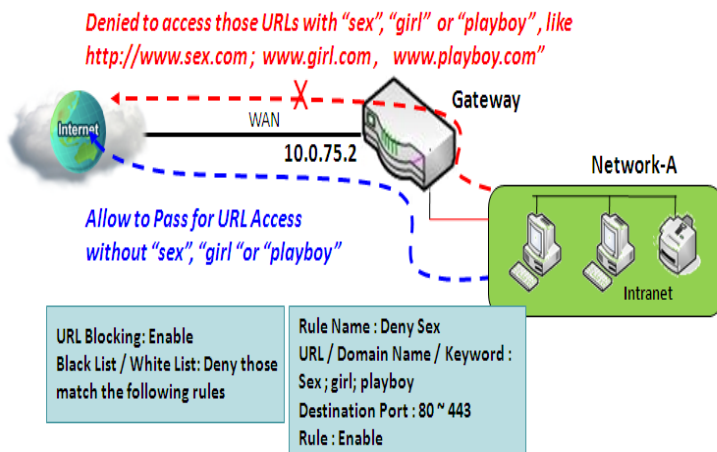 Denied to access those URLs with “sex”, “girl” or “playboy” , like
http://www.sex.com ; www.girl.com , www.playboy.com”
Gateway
Internet
WAN
10.0.75.2
Network-A
Allow to Pass for URL Access
without “sex”, “girl “or “playboy”
Intranet
URL Blocking: Enable
Black List / White List: Deny those
match the following rules
Rule Name : Deny Sex
URL / Domain Name / Keyword :
Sex ; girl; playboy
Destination Port : 80 ~ 443
Rule : Enable